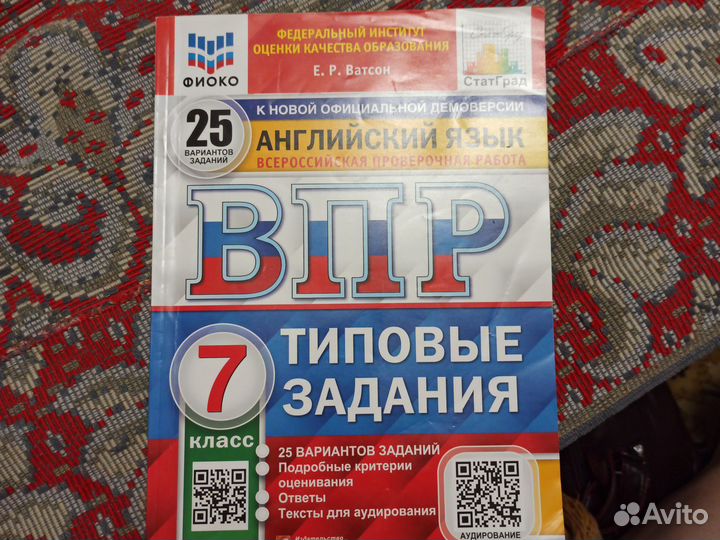 ФЕДЕРАЛЬНЫЙ ИНСТИТУТ
ОЦЕНКИ КАЧЕСТВА ОБРАЗОВАНИЯ
Е. Р. Ватсон
ФИОКО
СтатГрад
К НОВОЙ ОФИЦИАЛЬНОЙ ДЕМОВЕРСИИ
25
ВАРИАНТОВ
ЗАДАНИЙ
АНГЛИЙСКИЙ ЯЗЫК
ВСЕРОССИЙСКАЯ ПРОВЕРОЧНАЯ РАБОТА
ВПР
7
КЛАСС
ТИПОВЫЕ
ЗАДАНИЯ
• 25 ВАРИАНТОВ ЗАДАНИЙ
• Подробные критерии
оценивания
• Ответы
• Тексты для аудирования
АУДИРОВАНИЕ
Издательство
Avito